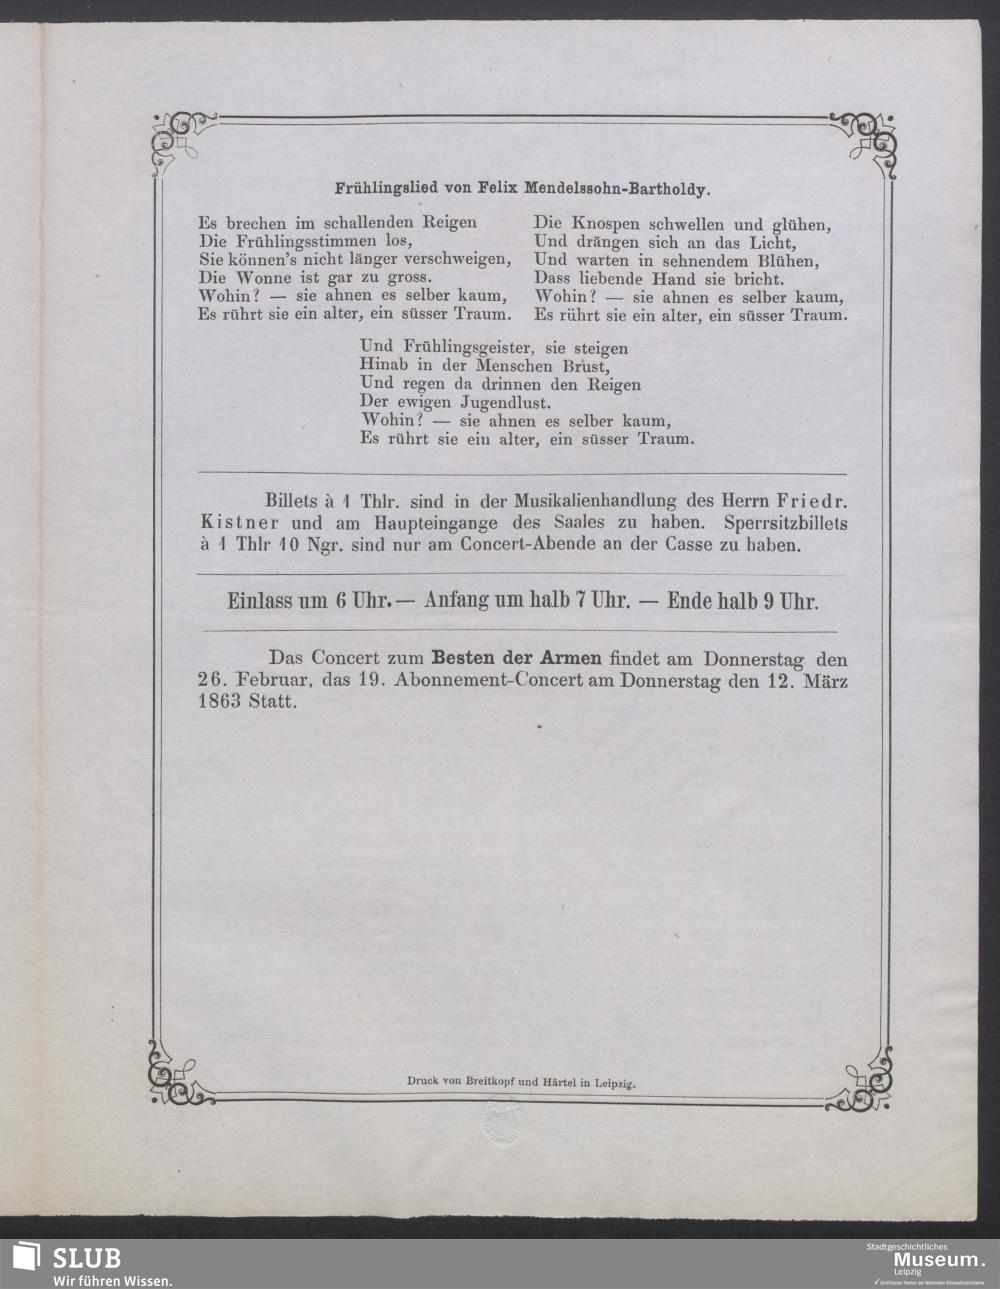 Frühlingslied von Felix Mendelssohn-Bartholdy.
Es brechen im schallenden Reigen
Die Frühlingsstimmen los,
Sie können's nicht länger verschweigen,
Die Wonne ist gar zu gross.
Wohin? — sie ahnen es selber kaum,
Es rührt sie ein alter, ein süsser Traum.
Die Knospen schwellen und glühen,
Und drängen sich an das Licht,
Und warten in sehnendem Blühen,
Dass liebende Hand sie bricht.
Wohin? — sie ahnen es selber kaum,
Es rührt sie ein alter, ein süsser Traum.
Und Frühlingsgeister, sie steigen
Hinab in der Menschen Brust,
Und regen da drinnen den Reigen
Der ewigen Jugendlust.
Wohin? — sie ahnen es selber kaum,
Es rührt sie ein alter, ein süsser Traum.
Billets à 1 Thlr. sind in der Musikalienhandlung des Herrn Friedr.
Kistner und am Haupteingange des Saales zu haben. Sperrsitzbillets
à 1 Thlr 10 Ngr. sind nur am Concert-Abende an der Casse zu haben.
Einlass um 6 Uhr. — Anfang um halb 7 Uhr. — Ende halb 9 Uhr.
Das Concert zum Besten der Armen findet am Donnerstag den
26. Februar, das 19. Abonnement-Concert am Donnerstag den 12. März
1863 Statt.
Druck von Breitkopf und Härtel in Leipzig.
SLUB
Wir führen Wissen.
Stadtgeschichtliches
Museum.
Leipzig
✓ Zertifizierter Partner der Nationalen Klimaschutzinitiative